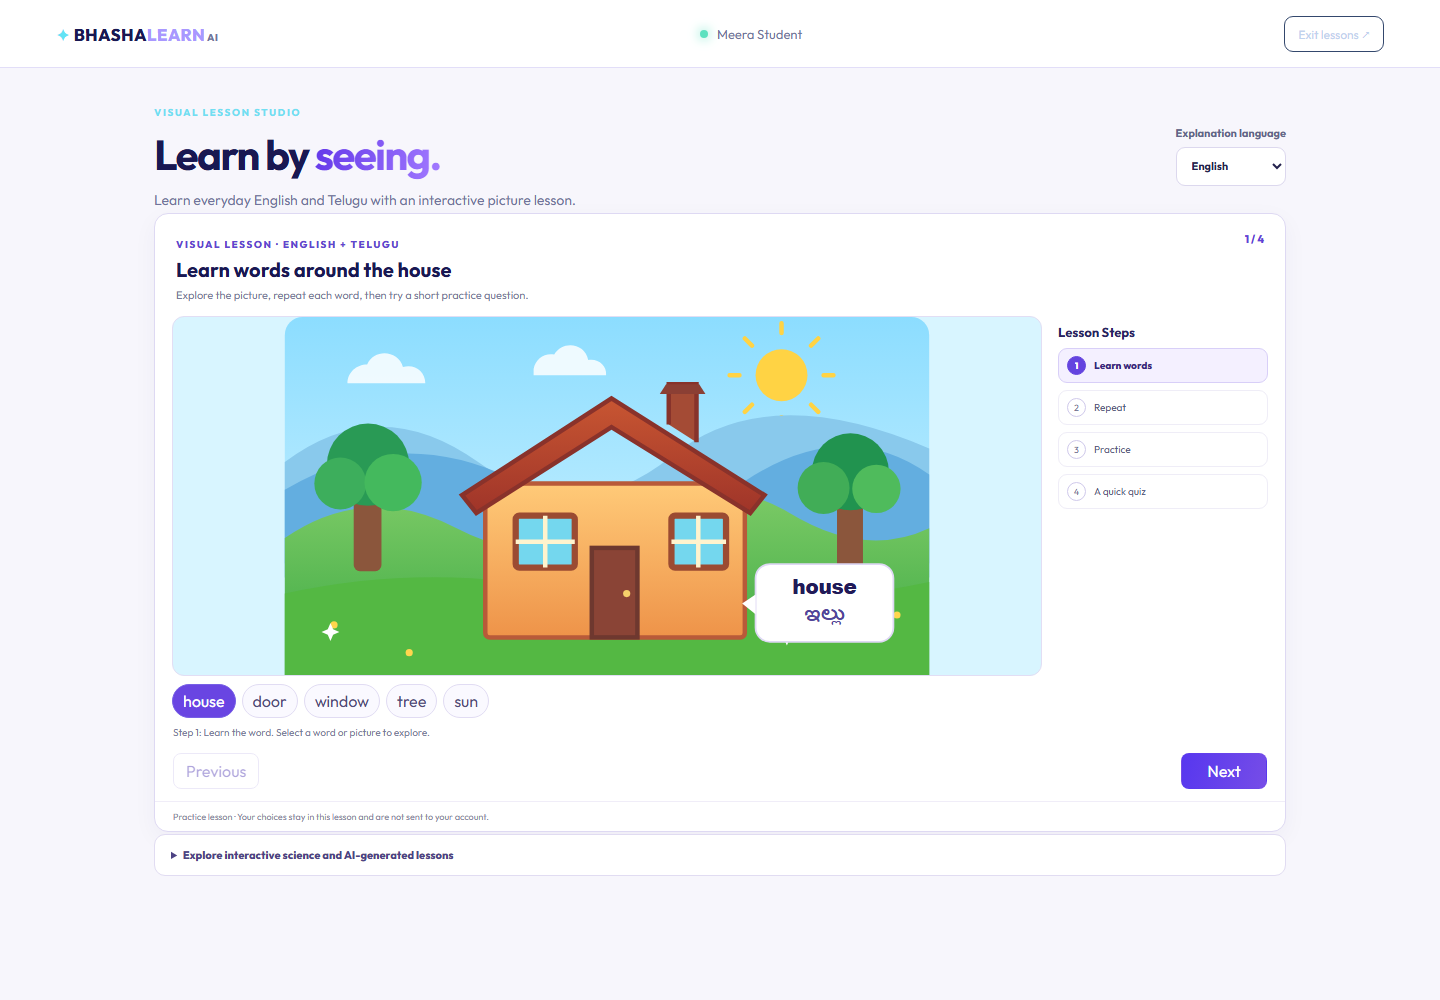 BHASHALEARN AI
Meera Student
Exit lessons ↗
VISUAL LESSON STUDIO
Learn by seeing.
Learn everyday English and Telugu with an interactive picture lesson.
Explanation language
English
VISUAL LESSON · ENGLISH + TELUGU
1 / 4
Learn words around the house
Explore the picture, repeat each word, then try a short practice question.
house
ఇల్లు
Lesson Steps
1 Learn words
2 Repeat
3 Practice
4 A quick quiz
house door window tree sun
Step 1: Learn the word. Select a word or picture to explore.
Previous Next
Practice lesson · Your choices stay in this lesson and are not sent to your account.
Explore interactive science and AI-generated lessons